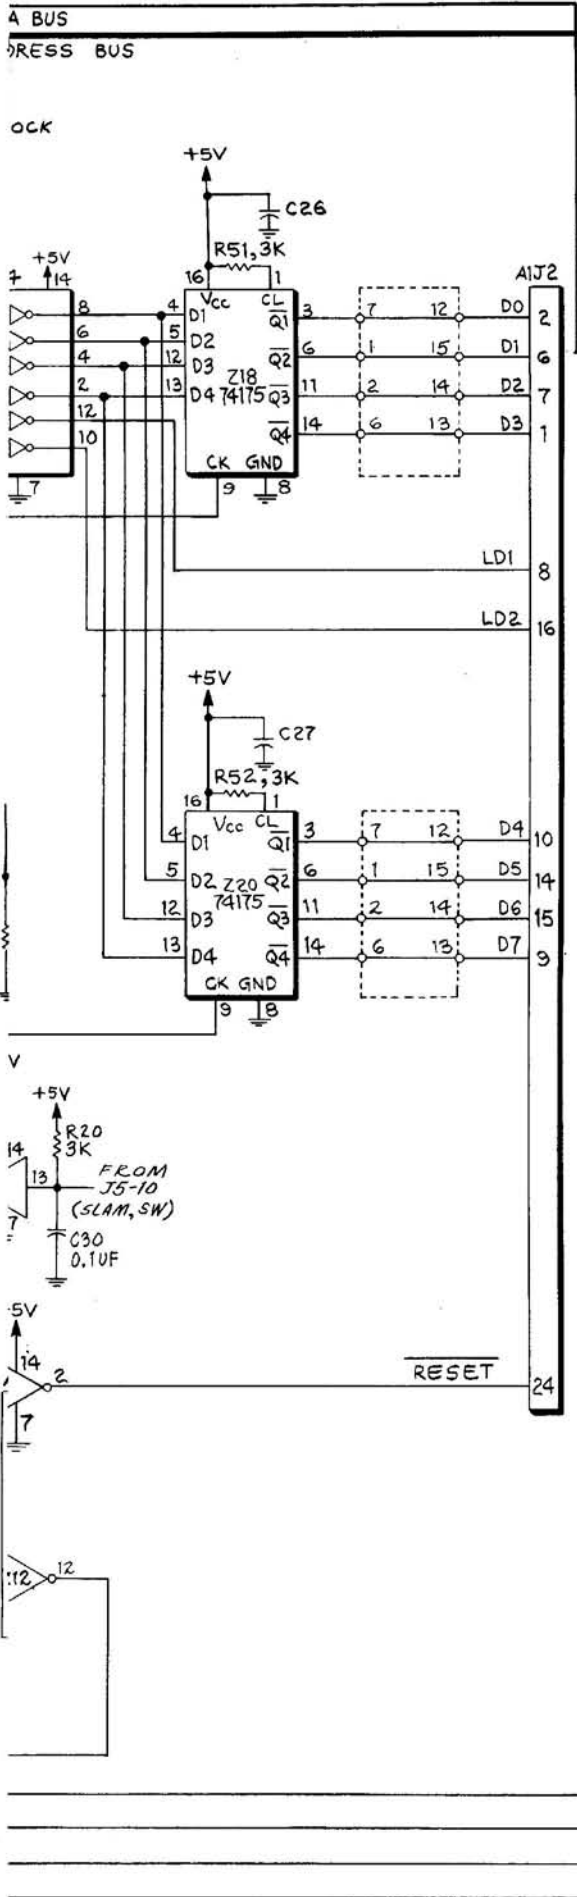 A BUS
DRESS BUS
OCK
+5V
C26
+5V
14
R51, 3K
16
1
A1J2
Vcc
CL
8
4
D1
Q1
3
7
12
D0
2
6
5
D2
Q2
6
1
15
D1
6
4
12
D3
Z18
2
13
D4
74175
Q3
11
2
14
D2
7
12
10
Q4
14
6
13
D3
1
CK GND
7
9
8
LD1
8
LD2
16
+5V
C27
R52, 3K
16
1
Vcc
CL
4
D1
Q1
3
7
12
D4
10
5
D2
Z20
Q2
6
1
15
D5
14
74175
12
D3
Q3
11
2
14
D6
15
13
D4
Q4
14
6
13
D7
9
CK GND
9
8
V
+5V
R20
3K
14
13
FROM
J5-10
(SLAM, SW)
7
C30
0.1UF
5V
14
2
RESET
24
7
12